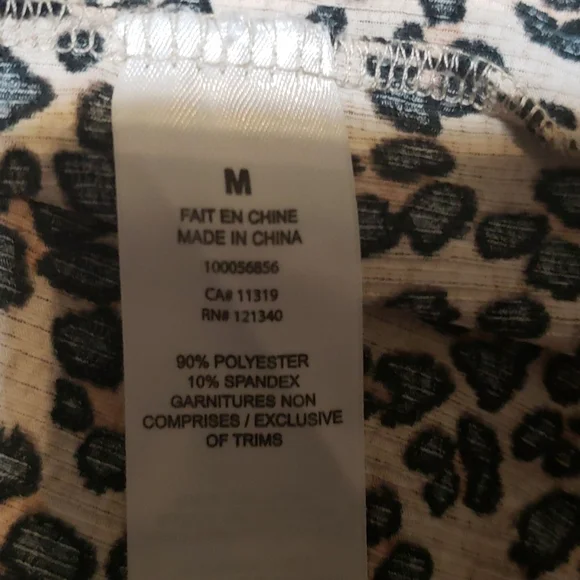 M
FAIT EN CHINE
MADE IN CHINA
100056856
CA# 11319
RN# 121340
90% POLYESTER
10% SPANDEX
GARNITURES NON
COMPRISES / EXCLUSIVE
OF TRIMS